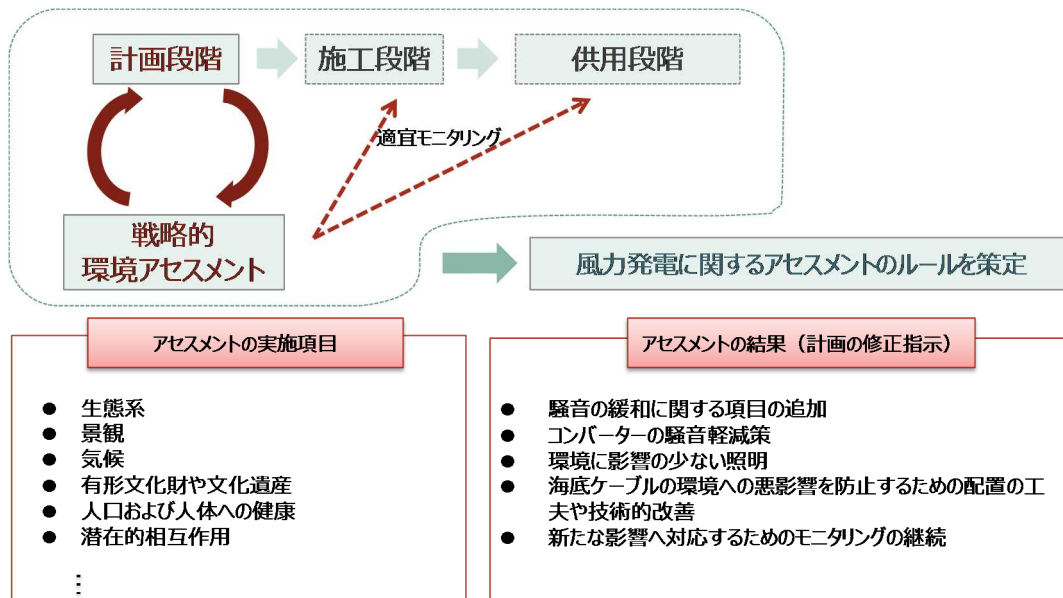 計画段階
施工段階
供用段階
適宜モニタリング
戦略的
環境アセスメント
風力発電に関するアセスメントのルールを策定
アセスメントの実施項目
● 生態系
● 景観
● 気候
● 有形文化財や文化遺産
● 人口および人体への健康
● 潜在的相互作用
⋮
アセスメントの結果（計画の修正指示）
● 騒音の緩和に関する項目の追加
● コンバーターの騒音軽減策
● 環境に影響の少ない照明
● 海底ケーブルの環境への悪影響を防止するための配置の工
夫や技術的改善
● 新たな影響へ対応するためのモニタリングの継続